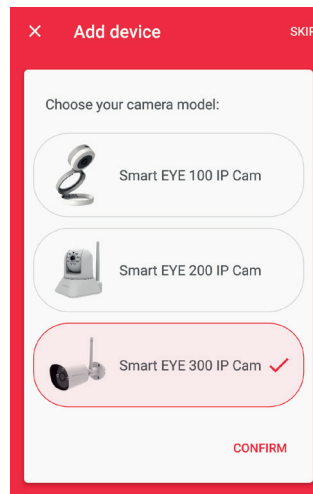 × Add device SKIP
Choose your camera model:
Smart EYE 100 IP Cam
Smart EYE 200 IP Cam
Smart EYE 300 IP Cam
CONFIRM